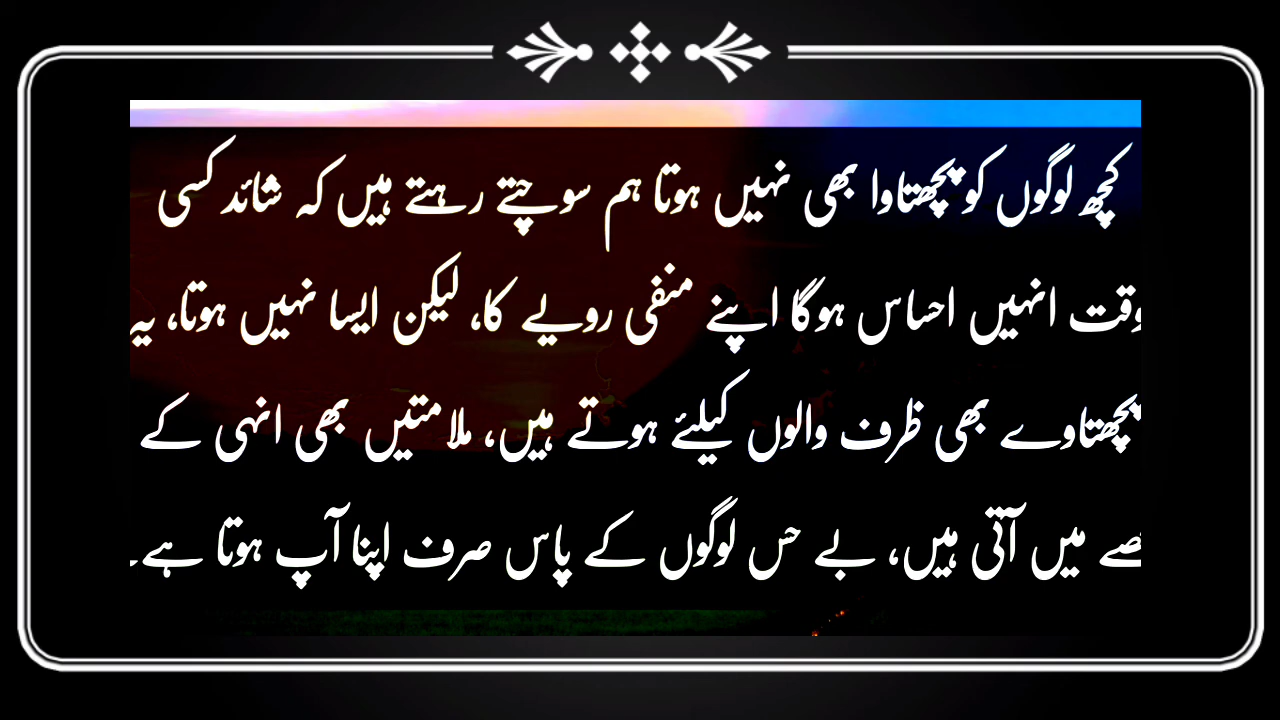 کچھ لوگوں کو پچھتاوا بھی نہیں ہوتا ہم سوچتے رہتے ہیں کہ شائد کسی
وقت انہیں احساس ہوگا اپنے منفی رویے کا، لیکن ایسا نہیں ہوتا، یہ
پچھتاوے بھی ظرف والوں کیلئے ہوتے ہیں، ملامتیں بھی انہی کے
حصے میں آتی ہیں، بے حس لوگوں کے پاس صرف اپنا آپ ہوتا ہے۔